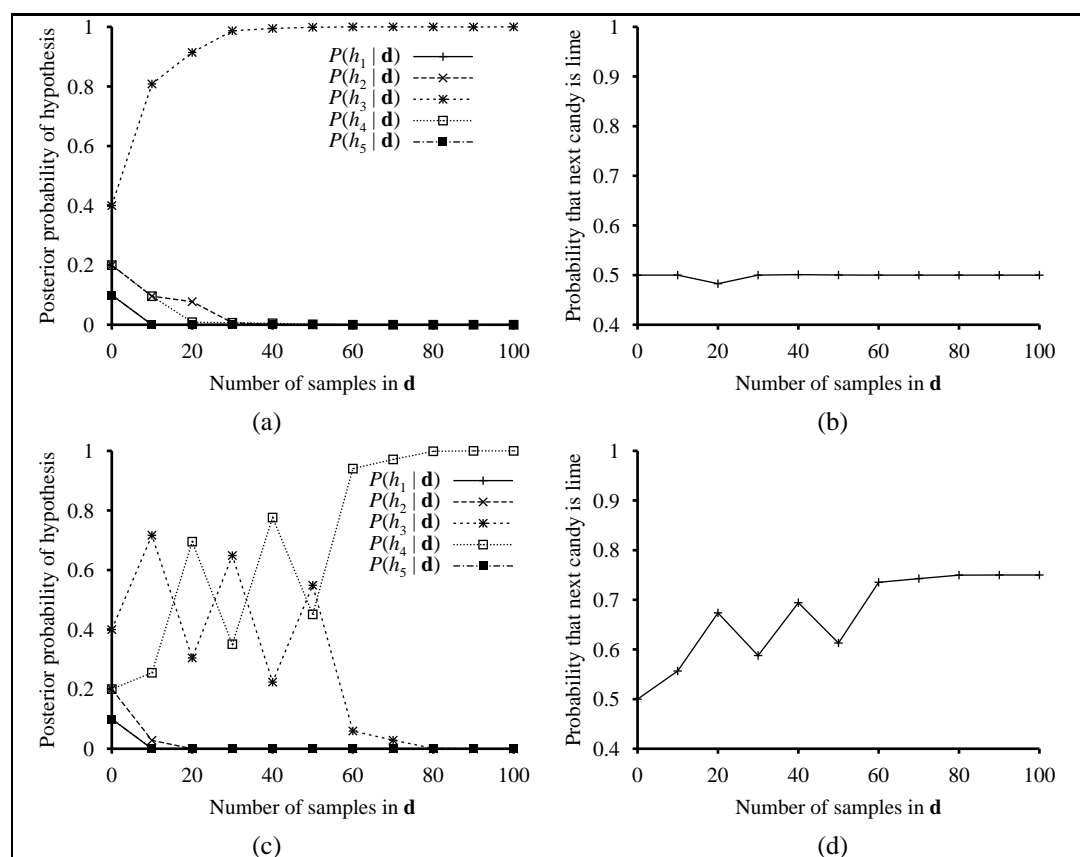 Posterior probability of hypothesis
1
0.8
0.6
0.4
0.2
0
P(h1 | d)
P(h2 | d)
P(h3 | d)
P(h4 | d)
P(h5 | d)
0 20 40 60 80 100
Number of samples in d
(a)
Probability that next candy is lime
1
0.9
0.8
0.7
0.6
0.5
0.4
0 20 40 60 80 100
Number of samples in d
(b)
Posterior probability of hypothesis
1
0.8
0.6
0.4
0.2
0
P(h1 | d)
P(h2 | d)
P(h3 | d)
P(h4 | d)
P(h5 | d)
0 20 40 60 80 100
Number of samples in d
(c)
Probability that next candy is lime
1
0.9
0.8
0.7
0.6
0.5
0.4
0 20 40 60 80 100
Number of samples in d
(d)